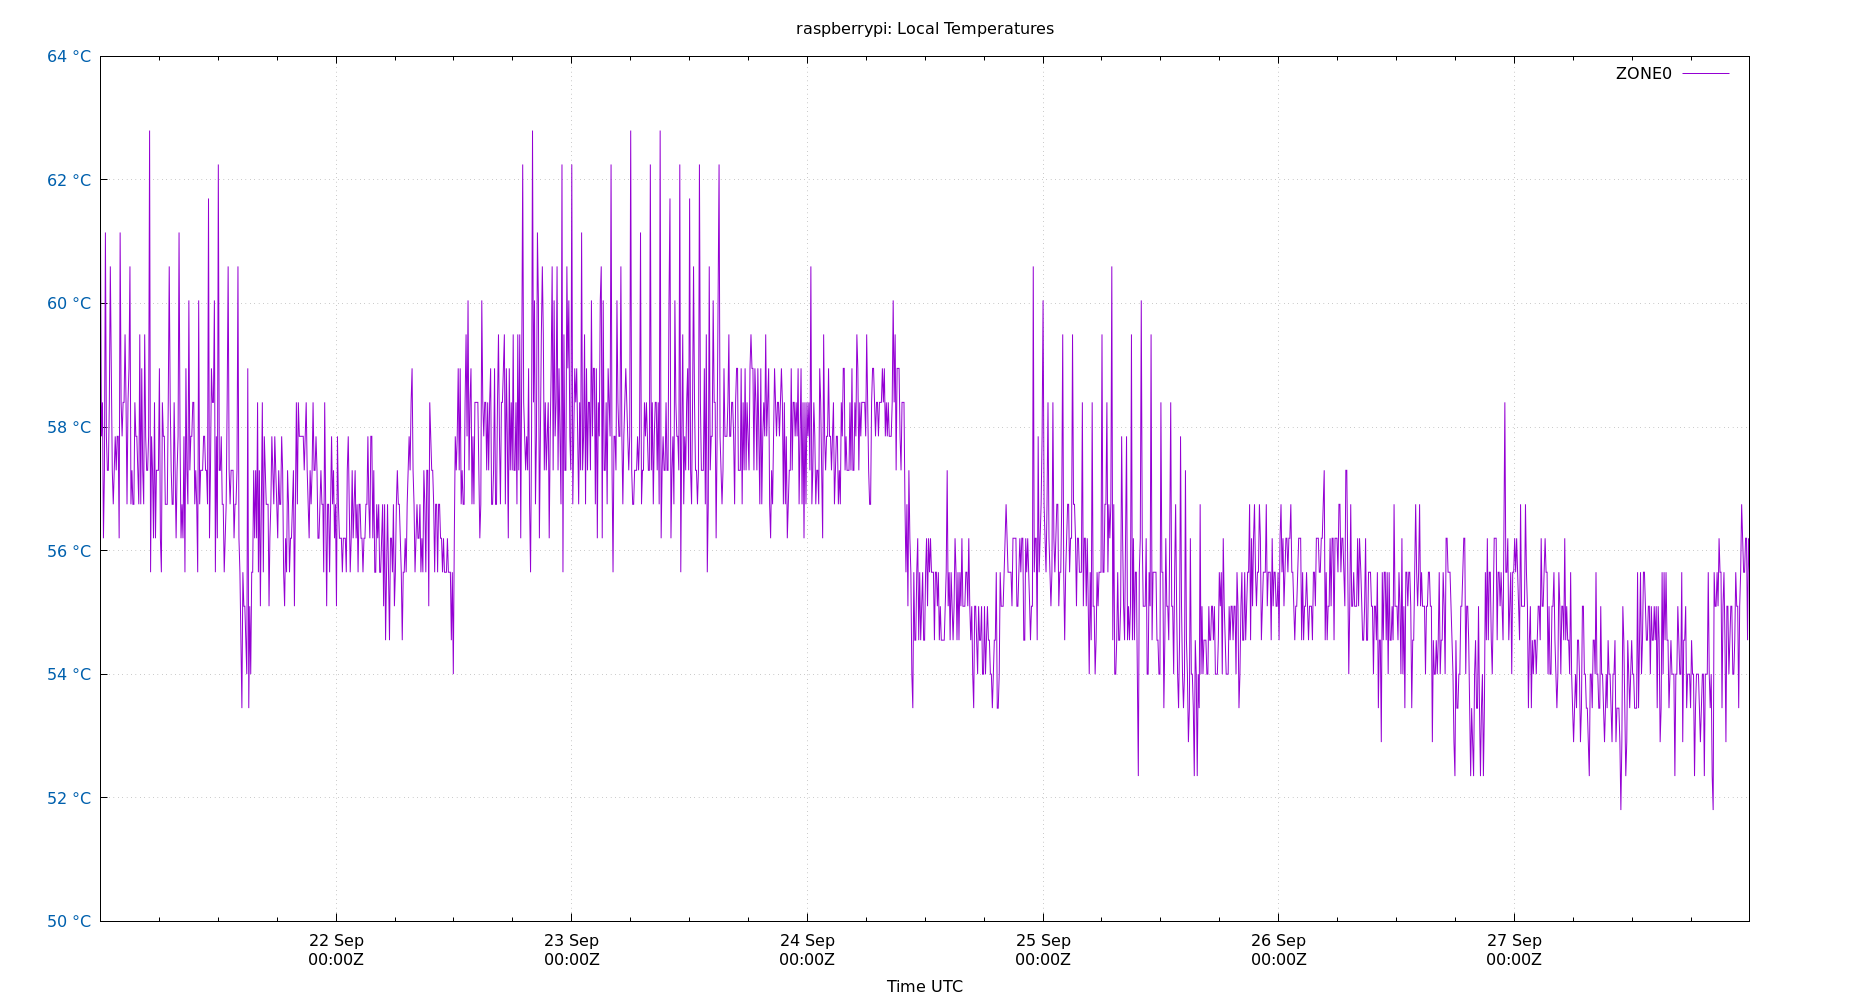 raspberrypi: Local Temperatures
64 °C
ZONE0
62 °C
60 °C
58 °C
56 °C
54 °C
52 °C
50 °C
22 Sep 23 Sep 24 Sep 25 Sep 26 Sep 27 Sep
00:00Z 00:00Z 00:00Z 00:00Z 00:00Z 00:00Z
Time UTC